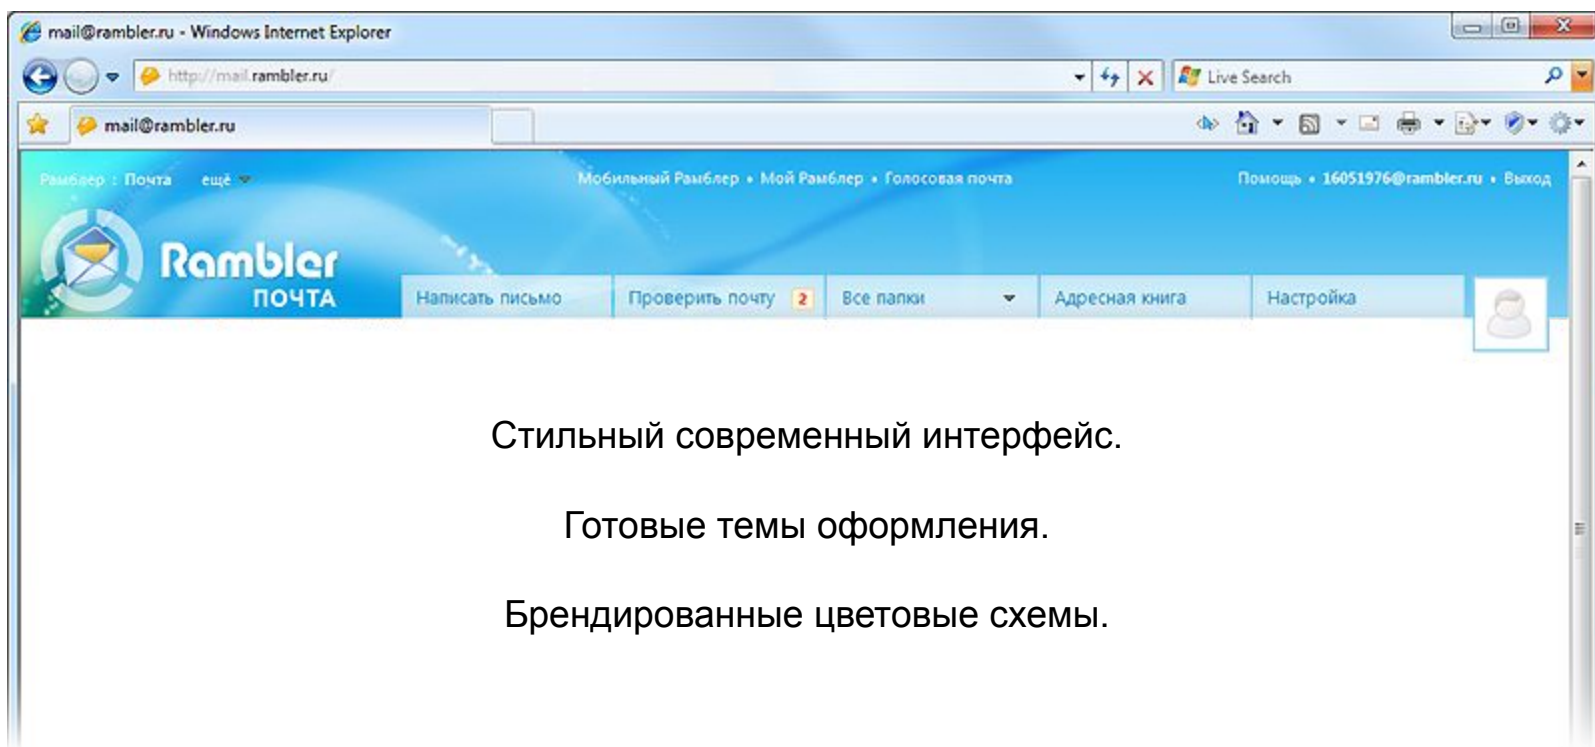 mail@rambler.ru - Windows Internet Explorer
http://mail.rambler.ru/
Live Search
mail@rambler.ru
Рамблер : Почта ещё
Мобильный Рамблер • Мой Рамблер • Голосовая почта
Помощь • 16051976@rambler.ru • Выход
Rambler
ПОЧТА
Написать письмо
Проверить почту 2
Все папки
Адресная книга
Настройка
Стильный современный интерфейс.
Готовые темы оформления.
Брендированные цветовые схемы.